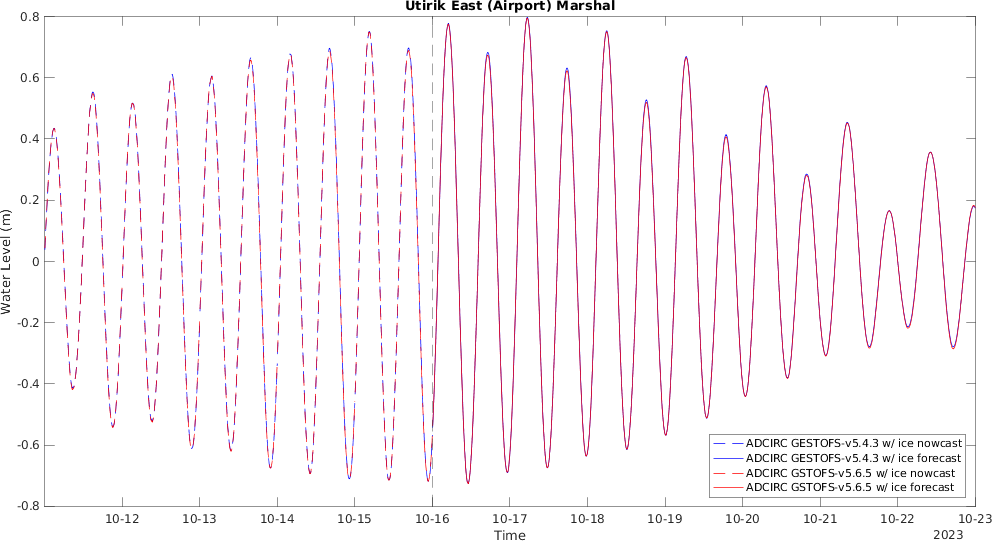 Utirik East (Airport) Marshal
Water Level (m)
0.8
0.6
0.4
0.2
0
-0.2
-0.4
-0.6
-0.8
ADCIRC GESTOFS-v5.4.3 w/ ice nowcast
ADCIRC GESTOFS-v5.4.3 w/ ice forecast
ADCIRC GSTOFS-v5.6.5 w/ ice nowcast
ADCIRC GSTOFS-v5.6.5 w/ ice forecast
10-12 10-13 10-14 10-15 10-16 10-17 10-18 10-19 10-20 10-21 10-22 10-23
Time
2023